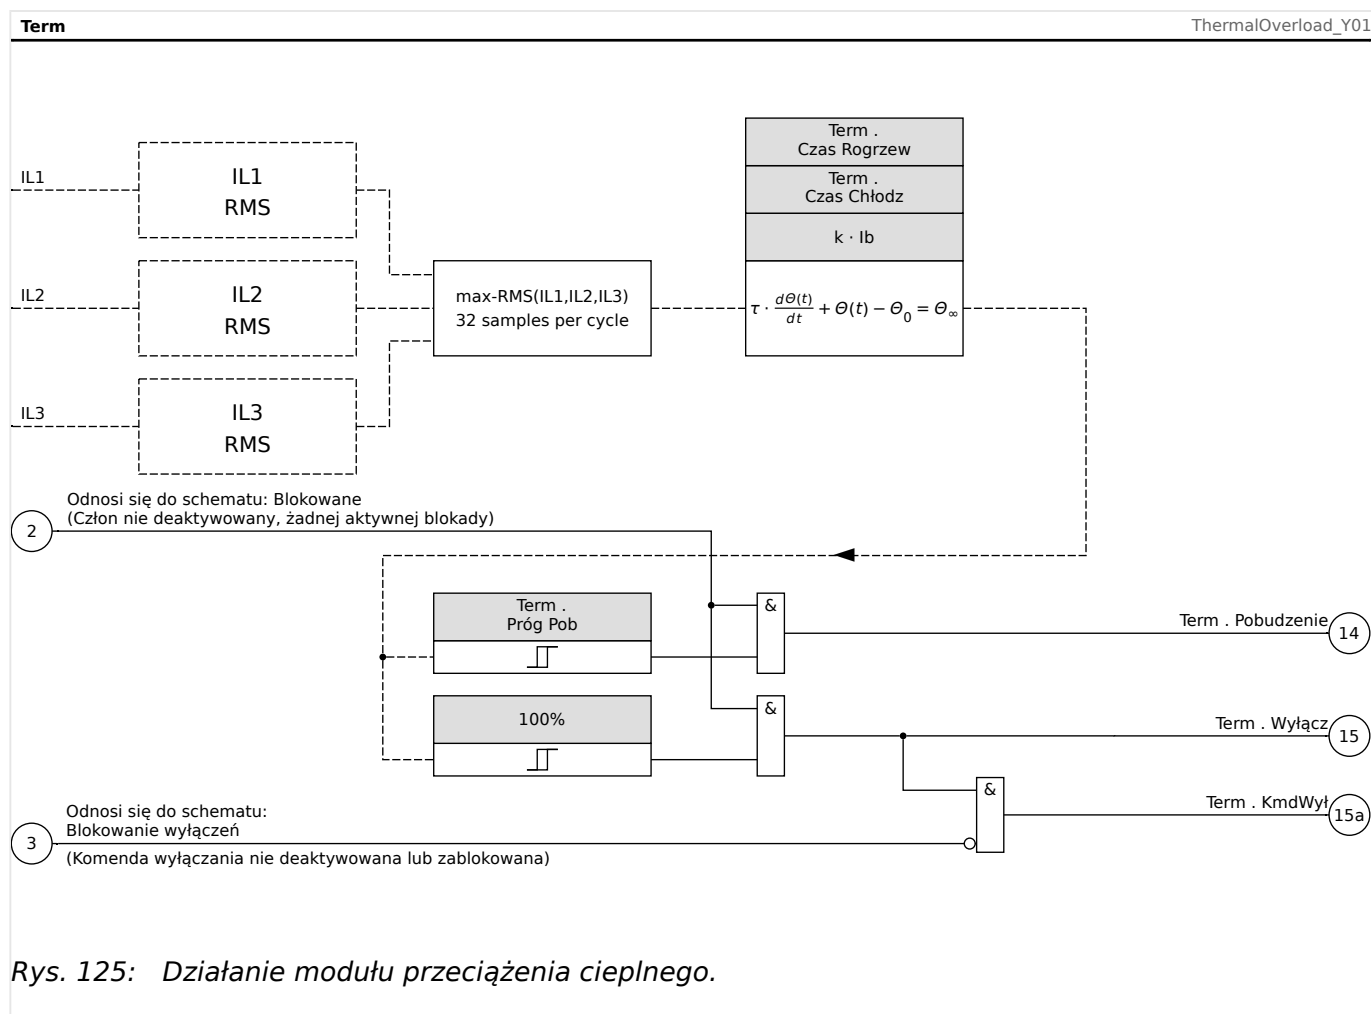 Term
ThermalOverload_Y01
Term .
Czas Rogrzew
Term .
Czas Chłodz
k · Ib
τ · dΘ(t)/dt + Θ(t) − Θ₀ = Θ∞
IL1
IL1
RMS
IL2
IL2
RMS
max-RMS(IL1,IL2,IL3)
32 samples per cycle
IL3
IL3
RMS
2
Odnosi się do schematu: Blokowane
(Człon nie deaktywowany, żadnej aktywnej blokady)
Term .
Próg Pob
&
Term . Pobudzenie
14
100%
&
Term . Wyłącz
15
&
Term . KmdWył
15a
3
Odnosi się do schematu:
Blokowanie wyłączeń
(Komenda wyłączania nie deaktywowana lub zablokowana)
Rys. 125: Działanie modułu przeciążenia cieplnego.